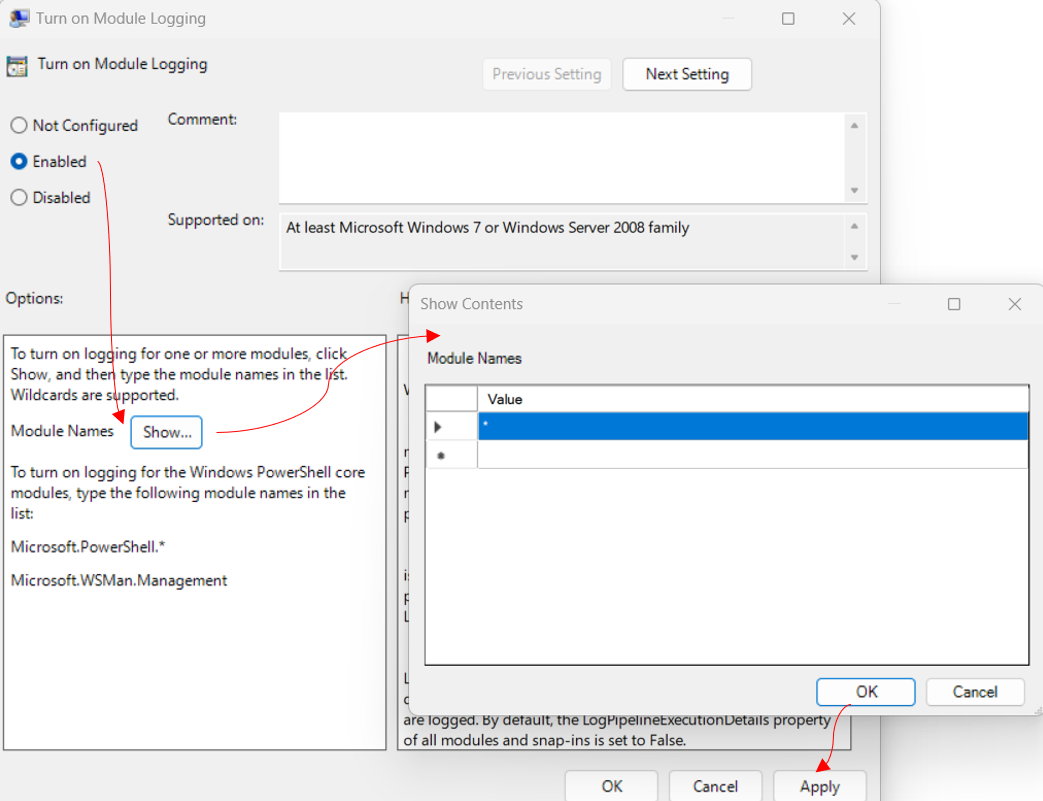 Turn on Module Logging
Turn on Module Logging
Previous Setting
Next Setting
Not Configured
Enabled
Disabled
Comment:
Supported on:
At least Microsoft Windows 7 or Windows Server 2008 family
Options:
To turn on logging for one or more modules, click
Show, and then type the module names in the list.
Wildcards are supported.
Module Names
Show...
To turn on logging for the Windows PowerShell core
modules, type the following module names in the
list:
Microsoft.PowerShell.*
Microsoft.WSMan.Management
Show Contents
Module Names
Value
*
OK
Cancel
are logged. By default, the LogPipelineExecutionDetails property
of all modules and snap-ins is set to False.
OK
Cancel
Apply